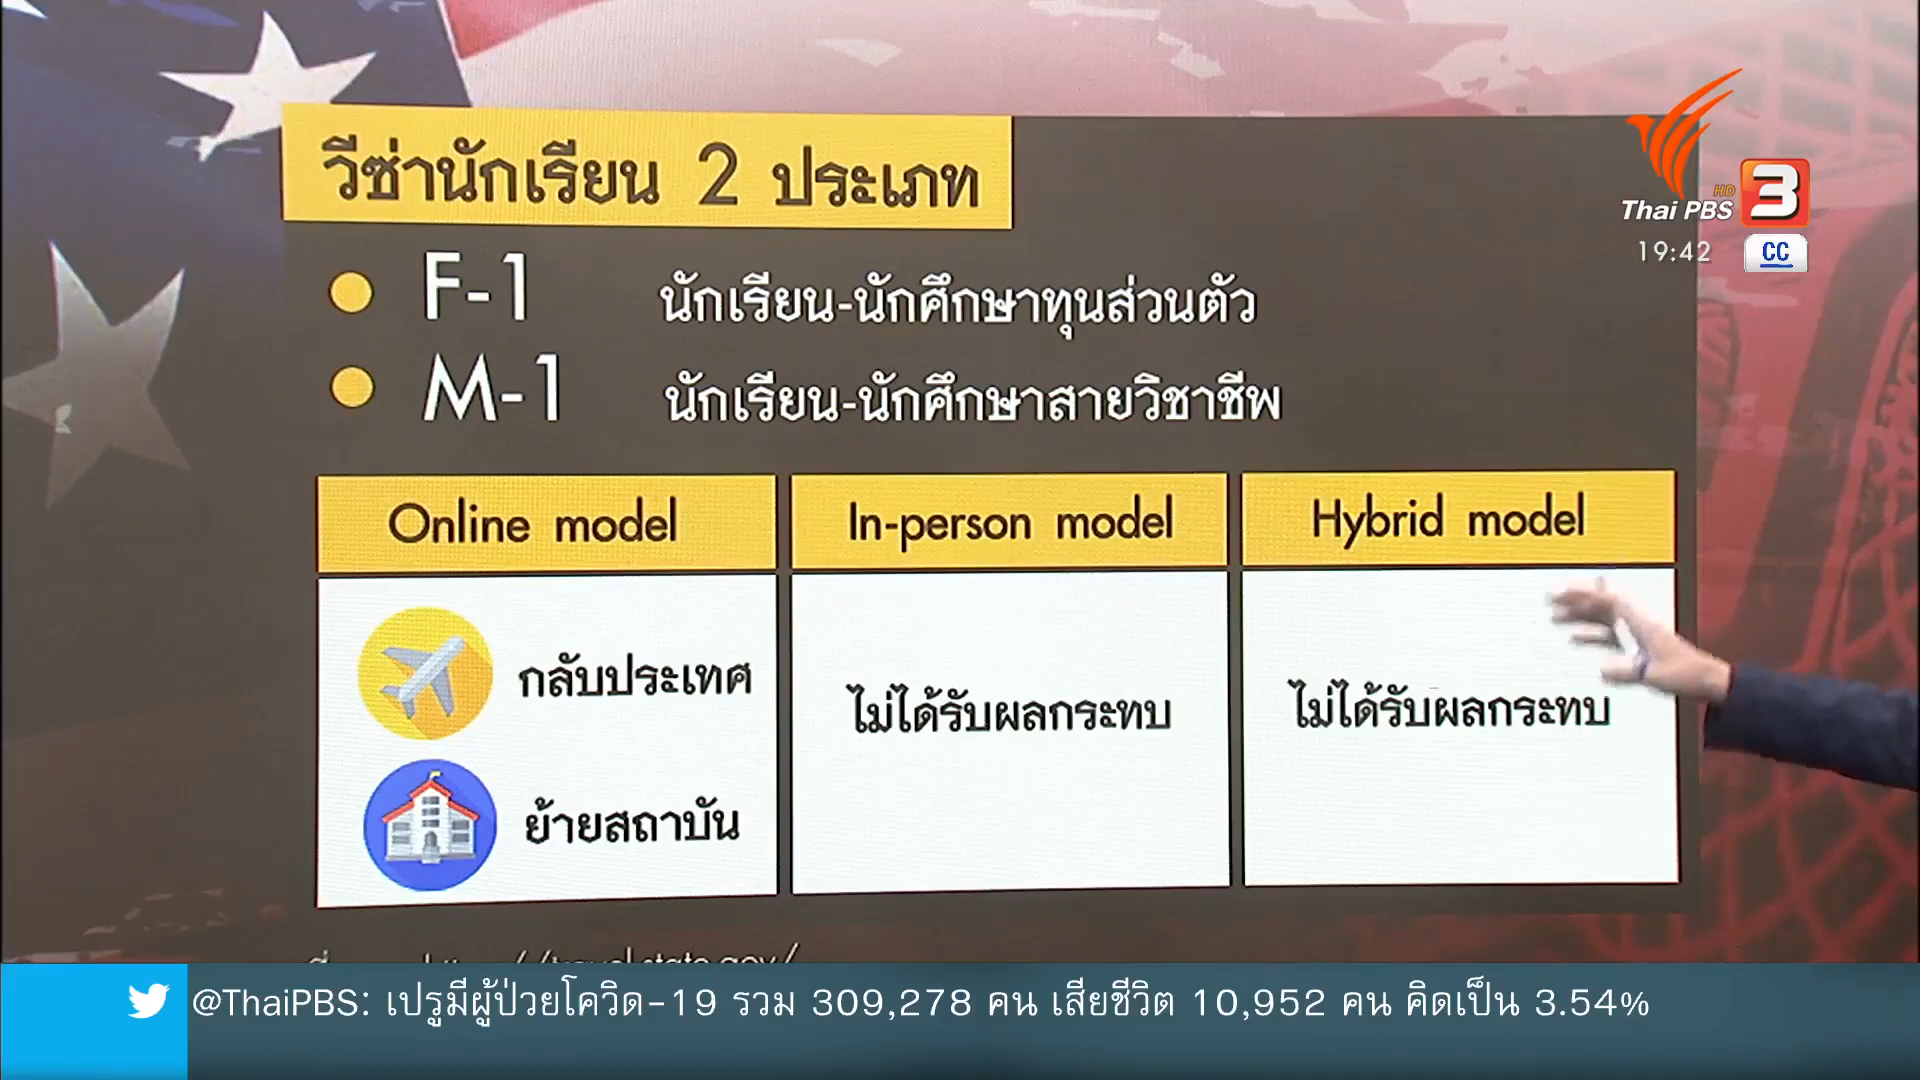 วีซ่านักเรียน 2 ประเภท
F-1 นักเรียน-นักศึกษาทุนส่วนตัว
M-1 นักเรียน-นักศึกษาสายวิชาชีพ
Online model
In-person model
Hybrid model
กลับประเทศ
ย้ายสถาบัน
ไม่ได้รับผลกระทบ
ไม่ได้รับผลกระทบ
HD
Thai PBS 3
19:42 CC
@ThaiPBS: เปรูมีผู้ป่วยโควิด-19 รวม 309,278 คน เสียชีวิต 10,952 คน คิดเป็น 3.54%